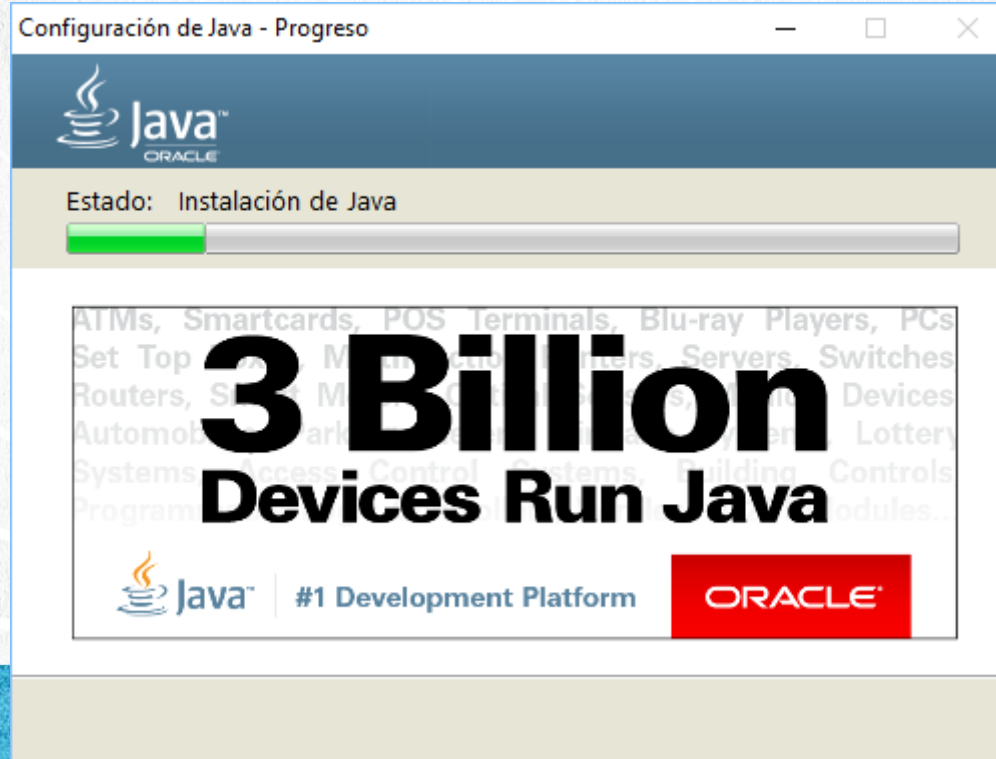 Configuración de Java - Progreso
Java™
ORACLE
Estado: Instalación de Java
ATMs, Smartcards, POS Terminals, Blu-ray Players, PCs
Set Top Servers, Switches
Routers, Devices
Lottery
Systems, Access Control Systems, Building Controls
3 Billion
Devices Run Java
Java™
#1 Development Platform
ORACLE